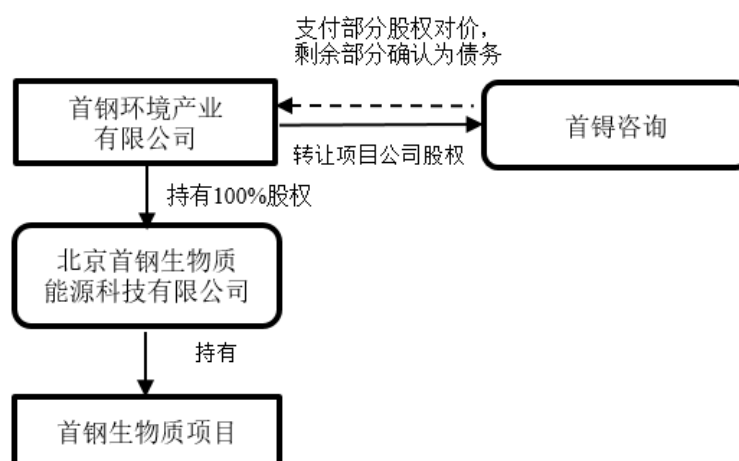 支付部分股权对价，
剩余部分确认为债务
首钢环境产业
有限公司
首锝咨询
转让项目公司股权
持有100%股权
北京首钢生物质
能源科技有限公司
持有
首钢生物质项目